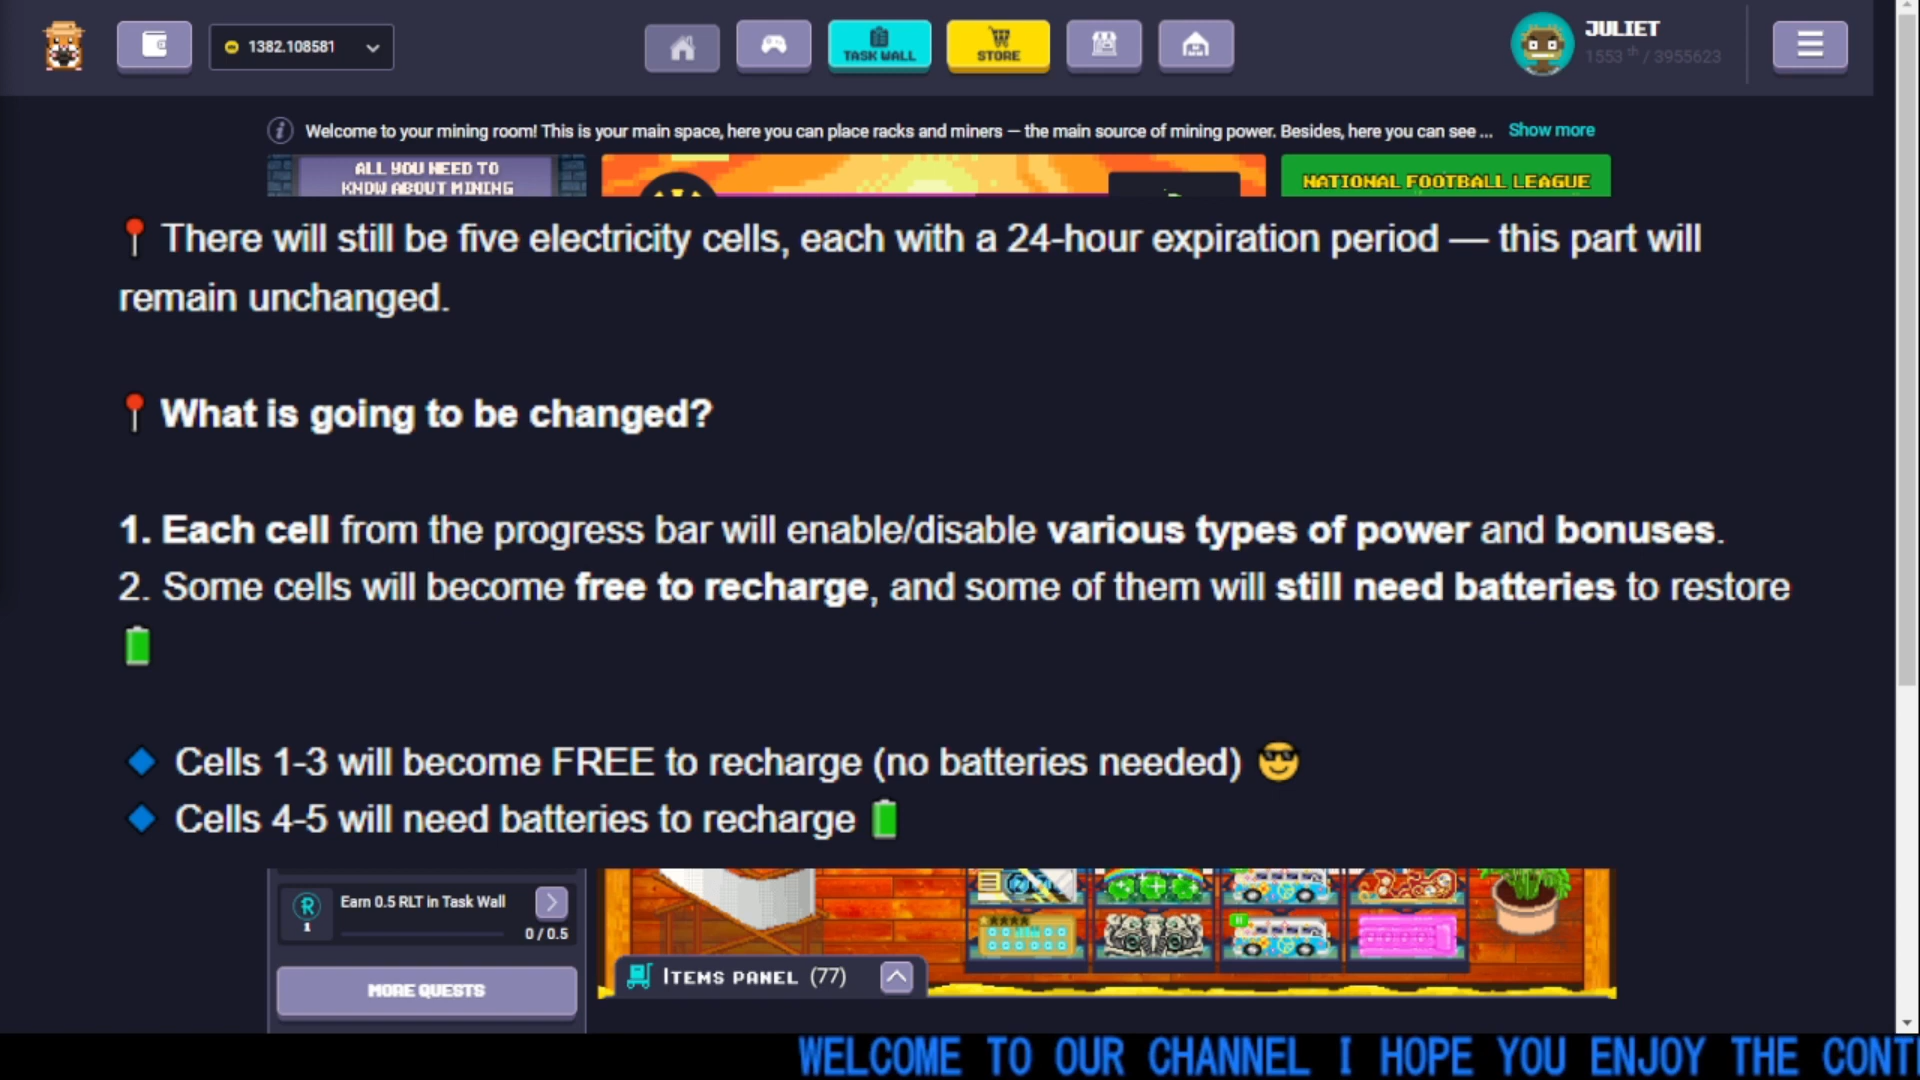 1382.108581
TASK WALL
STORE
JULIET
1553 th / 3955623
Welcome to your mining room! This is your main space, here you can place racks and miners — the main source of mining power. Besides, here you can see ... Show more
ALL YOU NEED TO
KNOW ABOUT MINING
NATIONAL FOOTBALL LEAGUE
📍 There will still be five electricity cells, each with a 24-hour expiration period — this part will
remain unchanged.
📍 What is going to be changed?
1. Each cell from the progress bar will enable/disable various types of power and bonuses.
2. Some cells will become free to recharge, and some of them will still need batteries to restore
🔋
🔹 Cells 1-3 will become FREE to recharge (no batteries needed) 😎
🔹 Cells 4-5 will need batteries to recharge 🔋
Earn 0.5 RLT in Task Wall
R
1
0 / 0.5
ITEMS PANEL (77)
MORE QUESTS
WELCOME TO OUR CHANNEL I HOPE YOU ENJOY THE CONT